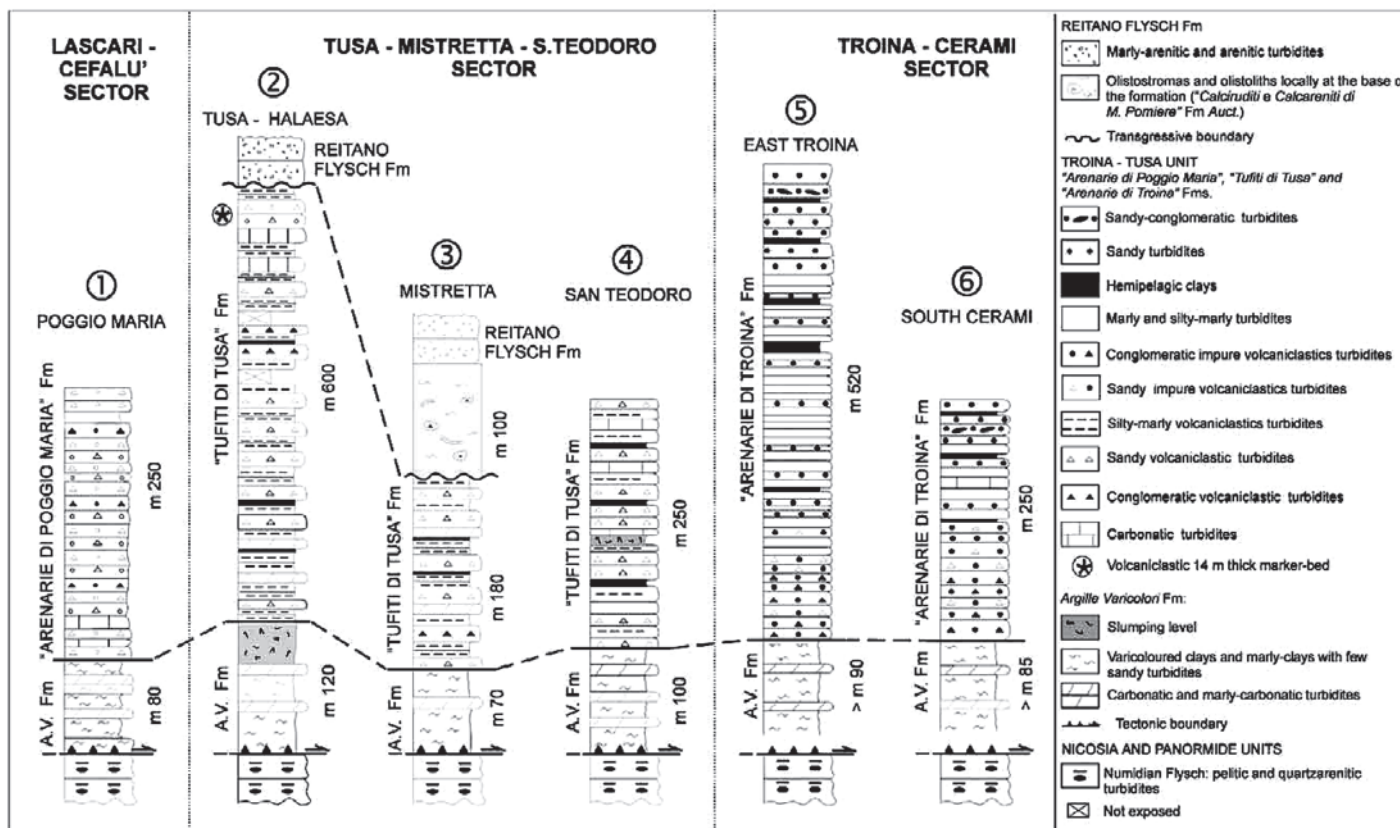 LASCARI -
CEFALU'
SECTOR
TUSA - MISTRETTA - S.TEODORO
SECTOR
TROINA - CERAMI
SECTOR
①
POGGIO MARIA
"ARENARIE DI POGGIO MARIA" Fm
m 250
A.V. Fm
m 80
②
TUSA - HALAESA
REITANO
FLYSCH Fm
"TUFITI DI TUSA" Fm
m 600
A.V. Fm
m 120
③
MISTRETTA
REITANO
FLYSCH Fm
m 100
"TUFITI DI TUSA" Fm
m 180
A.V. Fm
m 70
④
SAN TEODORO
"TUFITI DI TUSA" Fm
m 250
A.V. Fm
m 100
⑤
EAST TROINA
"ARENARIE DI TROINA" Fm
m 520
A.V. Fm
> m 90
⑥
SOUTH CERAMI
"ARENARIE DI TROINA" Fm
m 250
A.V. Fm
> m 85
REITANO FLYSCH Fm
Marly-arenitic and arenitic turbidites
Olistostromas and olistoliths locally at the base of
the formation ("Calciruditi e Calcareniti di
M. Pomiere" Fm Auct.)
Transgressive boundary
TROINA - TUSA UNIT
"Arenarie di Poggio Maria", "Tufiti di Tusa" and
"Arenarie di Troina" Fms.
Sandy-conglomeratic turbidites
Sandy turbidites
Hemipelagic clays
Marly and silty-marly turbidites
Conglomeratic impure volcaniclastics turbidites
Sandy impure volcaniclastics turbidites
Silty-marly volcaniclastics turbidites
Sandy volcaniclastic turbidites
Conglomeratic volcaniclastic turbidites
Carbonatic turbidites
Volcaniclastic 14 m thick marker-bed
Argille Varicolori Fm:
Slumping level
Varicoloured clays and marly-clays with few
sandy turbidites
Carbonatic and marly-carbonatic turbidites
Tectonic boundary
NICOSIA AND PANORMIDE UNITS
Numidian Flysch: pelitic and quartzarenitic
turbidites
Not exposed